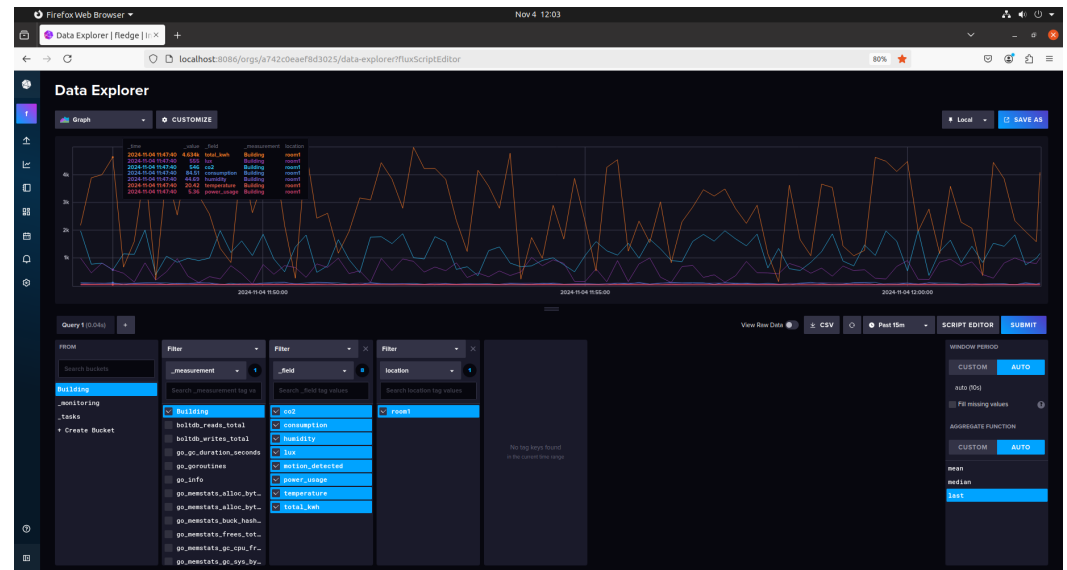 Firefox Web Browser
Nov 4 12:03
Data Explorer | fledge | In
localhost:8086/orgs/a742c0eaef8d3025/data-explorer?fluxScriptEditor
80%
f
Data Explorer
Graph
CUSTOMIZE
Local
SAVE AS
_time _value _field _measurement location
2024-11-04 11:47:40 4.634k total_kwh Building room1
2024-11-04 11:47:40 555 lux Building room1
2024-11-04 11:47:40 546 co2 Building room1
2024-11-04 11:47:40 84.51 consumption Building room1
2024-11-04 11:47:40 44.69 humidity Building room1
2024-11-04 11:47:40 20.42 temperature Building room1
2024-11-04 11:47:40 5.36 power_usage Building room1
4k
3k
2k
1k
2024-11-04 11:50:00
2024-11-04 11:55:00
2024-11-04 12:00:00
Query 1 (0.04s)
+
View Raw Data
CSV
Past 15m
SCRIPT EDITOR
SUBMIT
FROM
Search buckets
Building
_monitoring
_tasks
+ Create Bucket
Filter
_measurement
1
Search _measurement tag va
Building
boltdb_reads_total
boltdb_writes_total
go_gc_duration_seconds
go_goroutines
go_info
go_memstats_alloc_byt…
go_memstats_alloc_byt…
go_memstats_buck_hash…
go_memstats_frees_tot…
go_memstats_gc_cpu_fr…
go_memstats_gc_sys_by…
Filter
_field
8
Search _field tag values
co2
consumption
humidity
lux
motion_detected
power_usage
temperature
total_kwh
Filter
location
1
Search location tag values
room1
No tag keys found
in the current time range
WINDOW PERIOD
CUSTOM
AUTO
auto (10s)
Fill missing values
AGGREGATE FUNCTION
CUSTOM
AUTO
mean
median
last